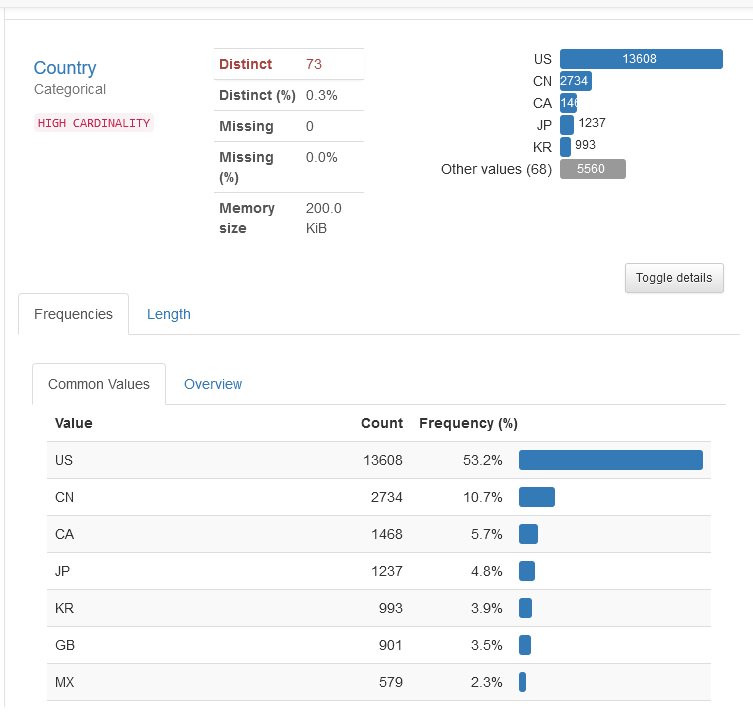 Country
Categorical
HIGH CARDINALITY
Distinct 73
Distinct (%) 0.3%
Missing 0
Missing (%) 0.0%
Memory size 200.0 KiB
US 13608
CN 2734
CA 146
JP 1237
KR 993
Other values (68) 5560
Toggle details
Frequencies Length
Common Values Overview
Value Count Frequency (%)
US 13608 53.2%
CN 2734 10.7%
CA 1468 5.7%
JP 1237 4.8%
KR 993 3.9%
GB 901 3.5%
MX 579 2.3%